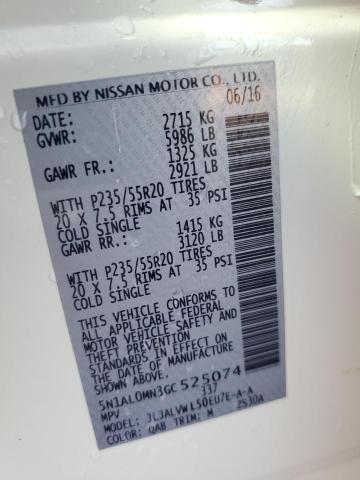 MFD BY NISSAN MOTOR CO., LTD.
DATE: 06/16
GVWR: 2715 KG
5986 LB
GAWR FR.: 1325 KG
2921 LB
WITH P235/55R20 TIRES
20 X 7.5 RIMS AT 35 PSI
COLD SINGLE
GAWR RR.: 1415 KG
3120 LB
WITH P235/55R20 TIRES
20 X 7.5 RIMS AT 35 PSI
COLD SINGLE
THIS VEHICLE CONFORMS TO
ALL APPLICABLE FEDERAL
MOTOR VEHICLE SAFETY AND
THEFT PREVENTION
STANDARDS IN EFFECT ON
THE DATE OF MANUFACTURE
SHOWN ABOVE.
5N1AL0MN3GC525074
MPV 337
MODEL: JLJALVWL50EU7E-A-A
COLOR: QAB TRIM: M 2530A